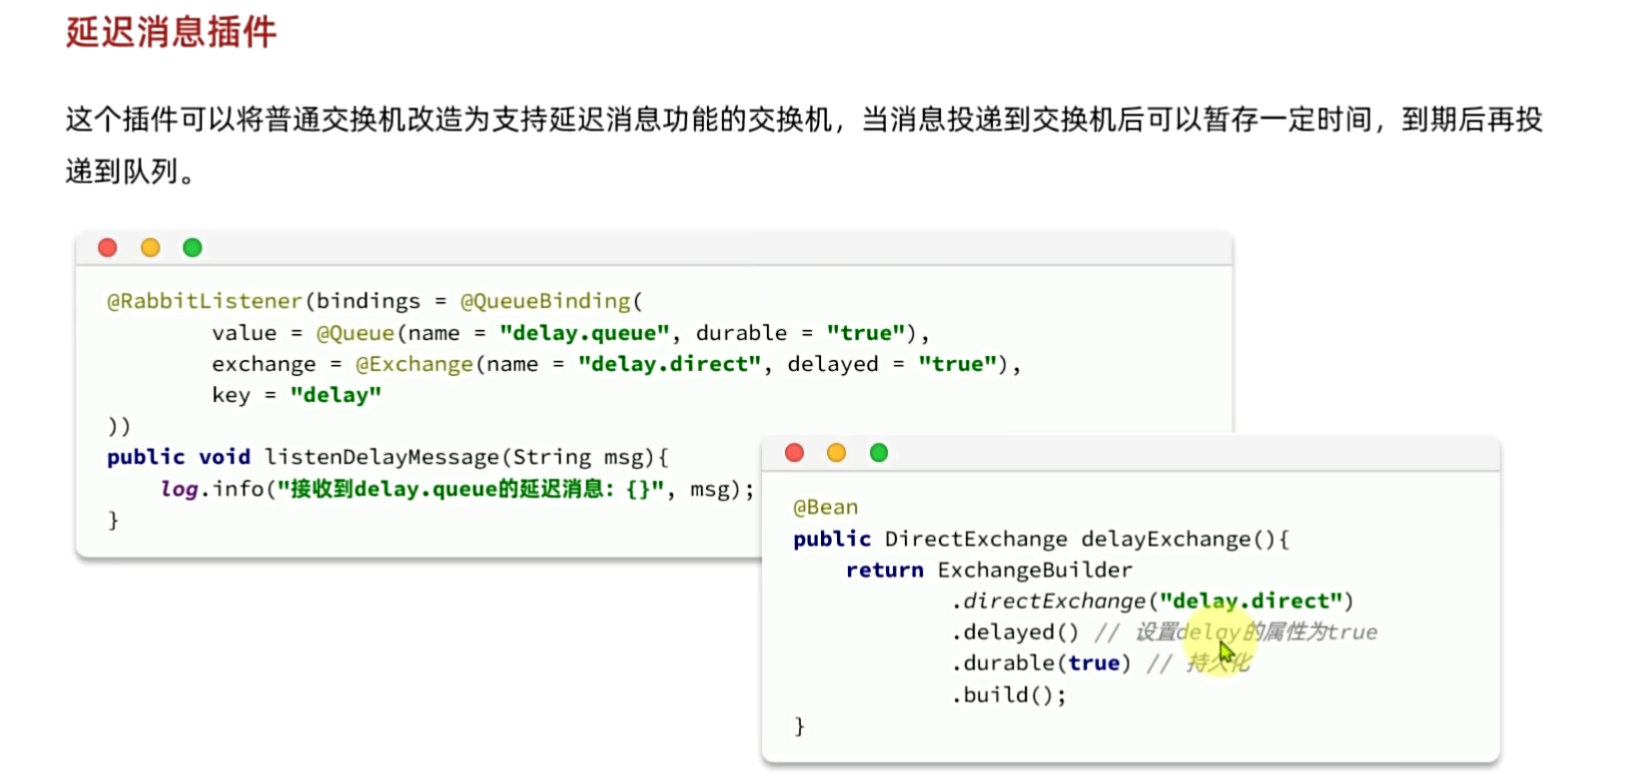 延迟消息插件
这个插件可以将普通交换机改造为支持延迟消息功能的交换机，当消息投递到交换机后可以暂存一定时间，到期后再投
递到队列。
@RabbitListener(bindings = @QueueBinding(
        value = @Queue(name = "delay.queue", durable = "true"),
        exchange = @Exchange(name = "delay.direct", delayed = "true"),
        key = "delay"
))
public void listenDelayMessage(String msg){
    log.info("接收到delay.queue的延迟消息：{}", msg);
}
@Bean
public DirectExchange delayExchange(){
    return ExchangeBuilder
            .directExchange("delay.direct")
            .delayed() // 设置delay的属性为true
            .durable(true) // 持久化
            .build();
}